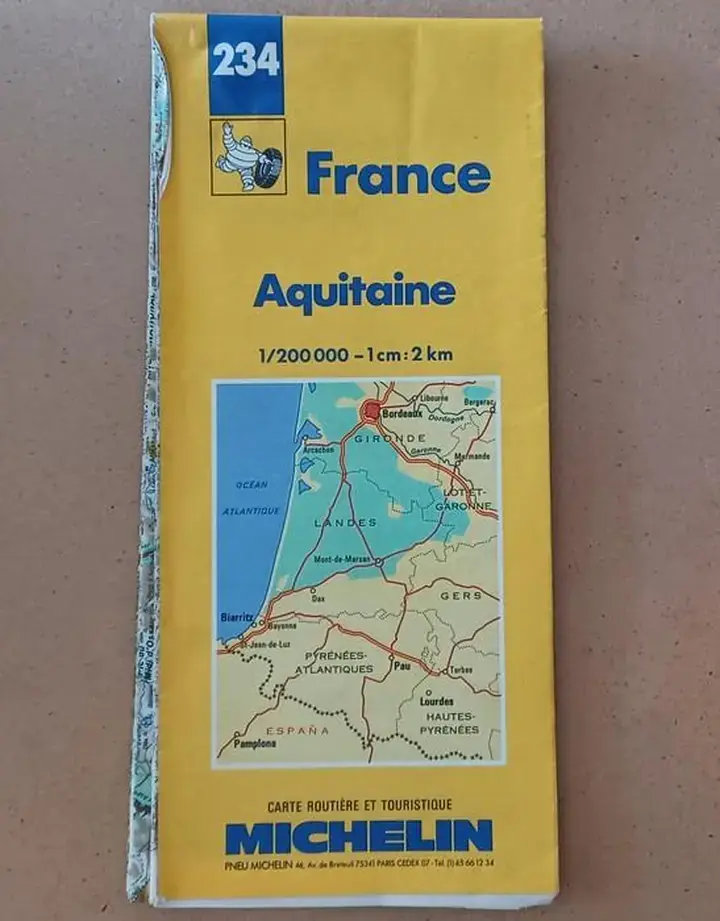 234
France
Aquitaine
1/200 000 – 1 cm : 2 km
Libourne
Bergerac
Bordeaux
Dordogne
GIRONDE
Garonne
Arcachon
Marmande
OCÉAN
ATLANTIQUE
LOT-ET-
GARONNE
LANDES
Mont-de-Marsan
Dax
GERS
Biarritz
Bayonne
St-Jean-de-Luz
PYRÉNÉES-
ATLANTIQUES
Pau
Tarbes
Lourdes
HAUTES-
PYRÉNÉES
ESPAÑA
Pamplona
CARTE ROUTIÈRE ET TOURISTIQUE
MICHELIN
PNEU MICHELIN 46, Av. de Breteuil 75341 PARIS CEDEX 07 - Tél. (1) 45 66 12 34